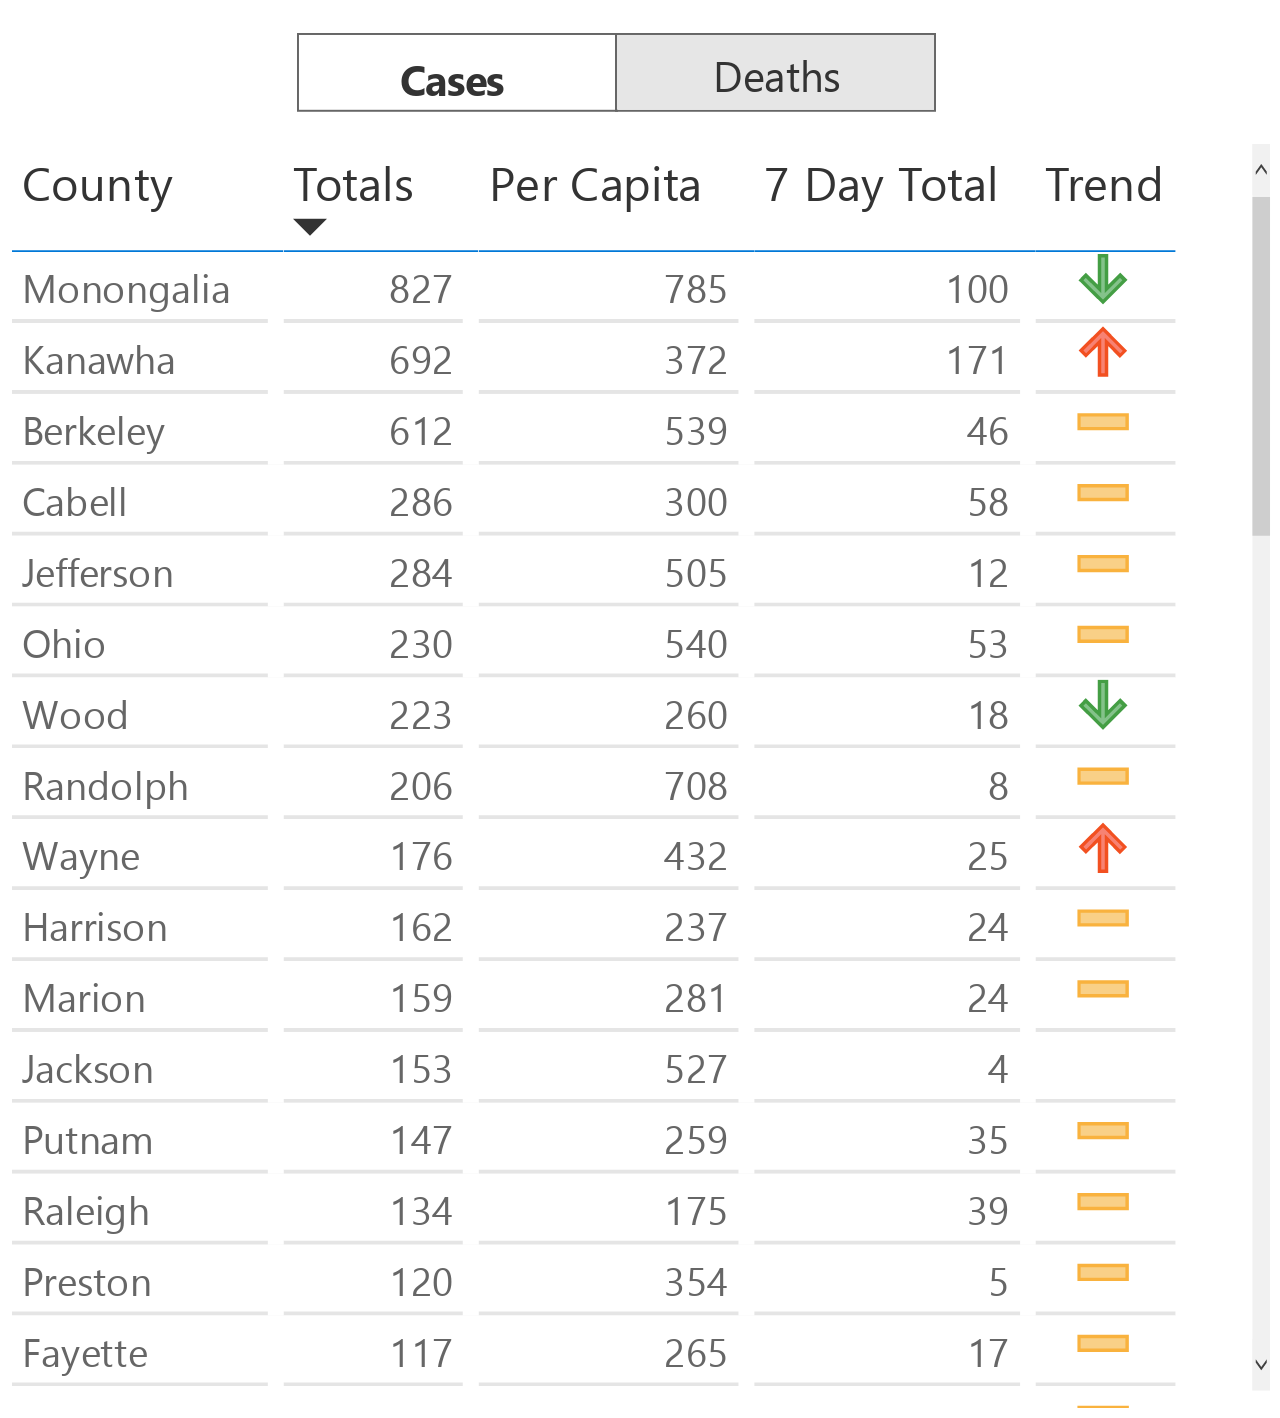 Cases Deaths
County Totals Per Capita 7 Day Total Trend
Monongalia 827 785 100
Kanawha 692 372 171
Berkeley 612 539 46
Cabell 286 300 58
Jefferson 284 505 12
Ohio 230 540 53
Wood 223 260 18
Randolph 206 708 8
Wayne 176 432 25
Harrison 162 237 24
Marion 159 281 24
Jackson 153 527 4
Putnam 147 259 35
Raleigh 134 175 39
Preston 120 354 5
Fayette 117 265 17